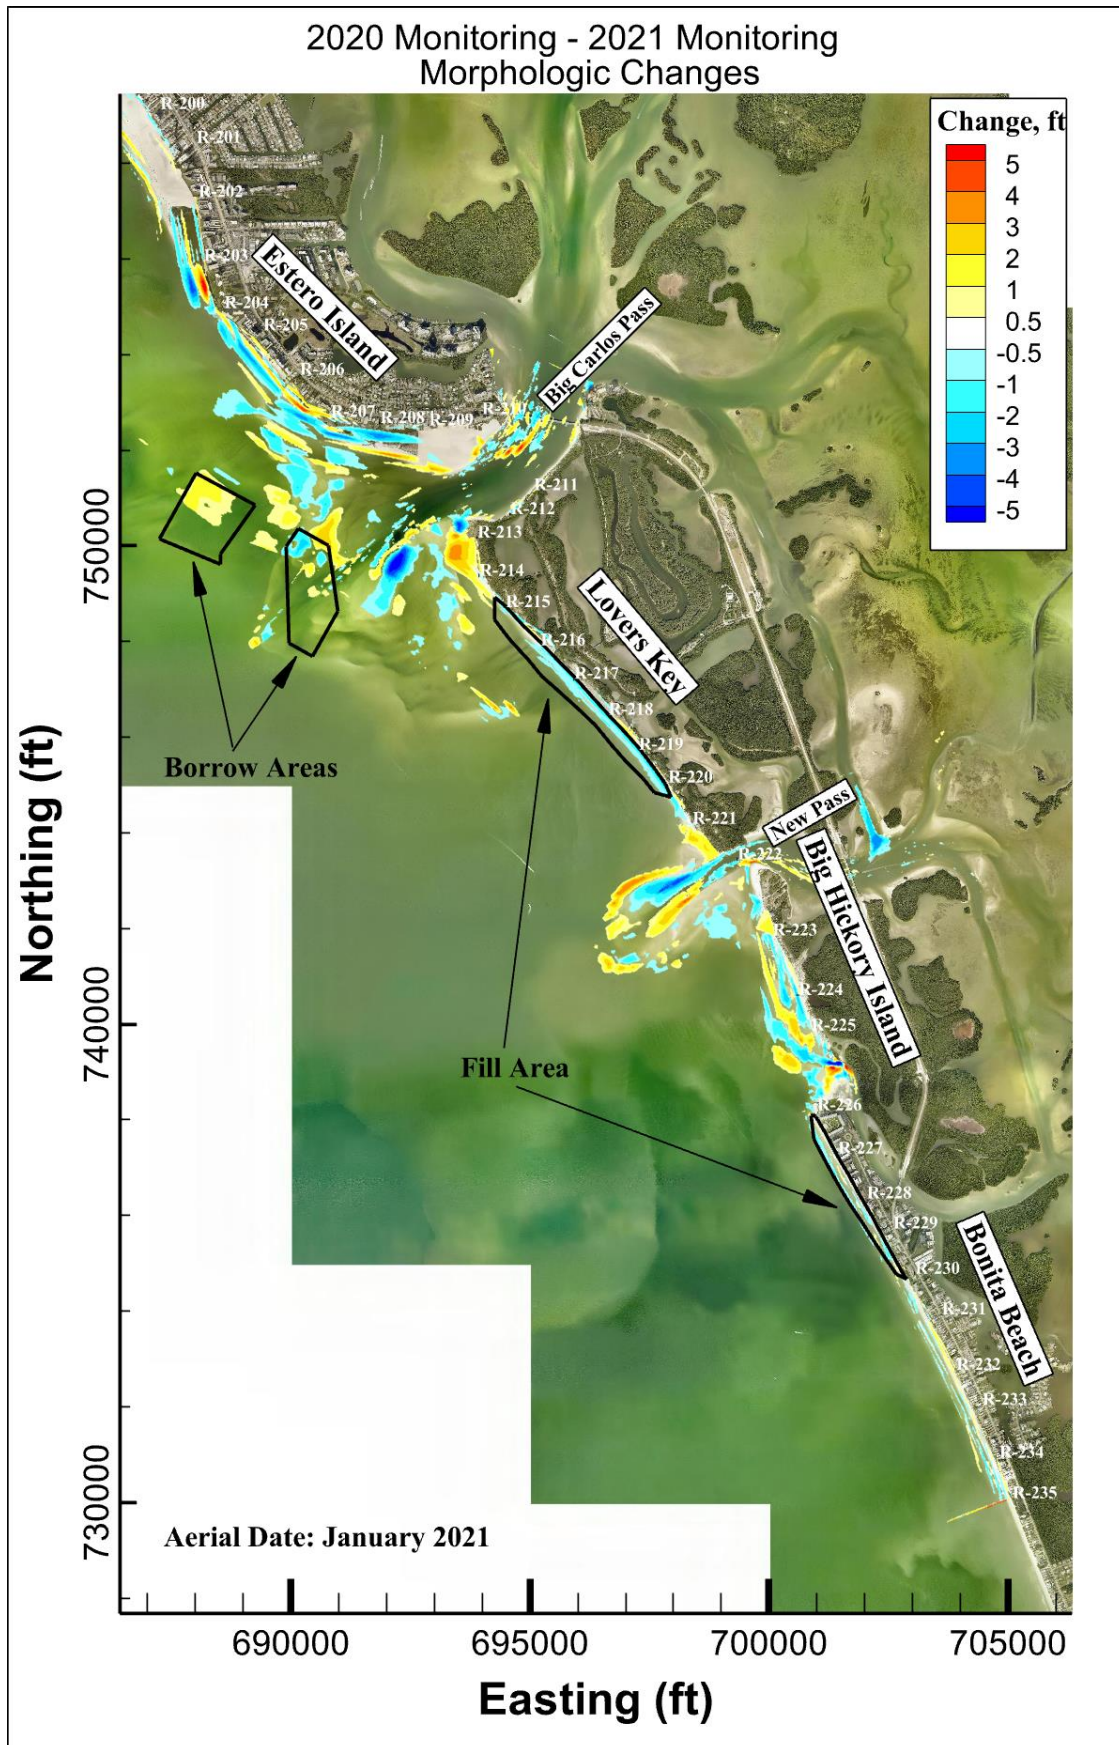 2020 Monitoring - 2021 Monitoring
Morphologic Changes
Change, ft
5
4
3
2
1
0.5
-0.5
-1
-2
-3
-4
-5
R-200
R-201
R-202
R-203
R-204
R-205
R-206
R-207
R-208
R-209
R-210
R-211
R-212
R-213
R-214
R-215
R-216
R-217
R-218
R-219
R-220
R-221
R-222
R-223
R-224
R-225
R-226
R-227
R-228
R-229
R-230
R-231
R-232
R-233
R-234
R-235
Estero Island
Big Carlos Pass
Lovers Key
New Pass
Big Hickory Island
Bonita Beach
Borrow Areas
Fill Area
Aerial Date: January 2021
Northing (ft)
750000
740000
730000
690000
695000
700000
705000
Easting (ft)